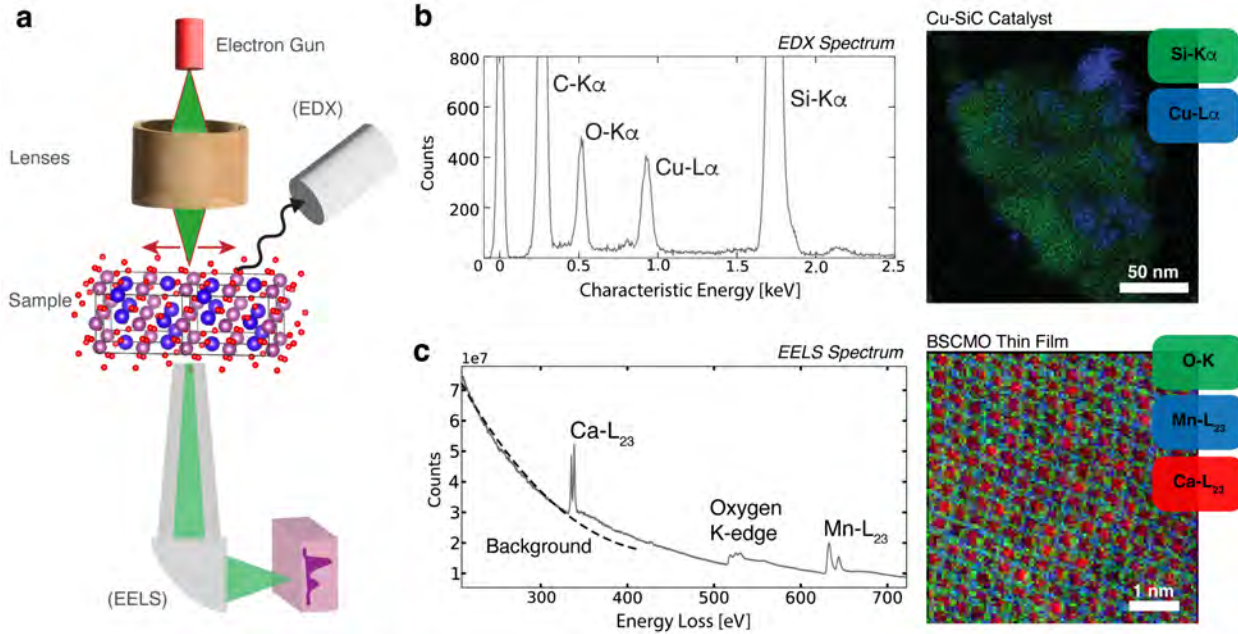 a
Electron Gun
(EDX)
Lenses
Sample
(EELS)
b
EDX Spectrum
Counts
800
600
400
200
C-Kα
O-Kα
Cu-Lα
Si-Kα
0 0.5 1.0 1.5 2.0 2.5
Characteristic Energy [keV]
Cu-SiC Catalyst
Si-Kα
Cu-Lα
50 nm
c
EELS Spectrum
1e7
Counts
7
6
5
4
3
2
1
Ca-L23
Background
Oxygen
K-edge
Mn-L23
300 400 500 600 700
Energy Loss [eV]
BSCMO Thin Film
O-K
Mn-L23
Ca-L23
1 nm